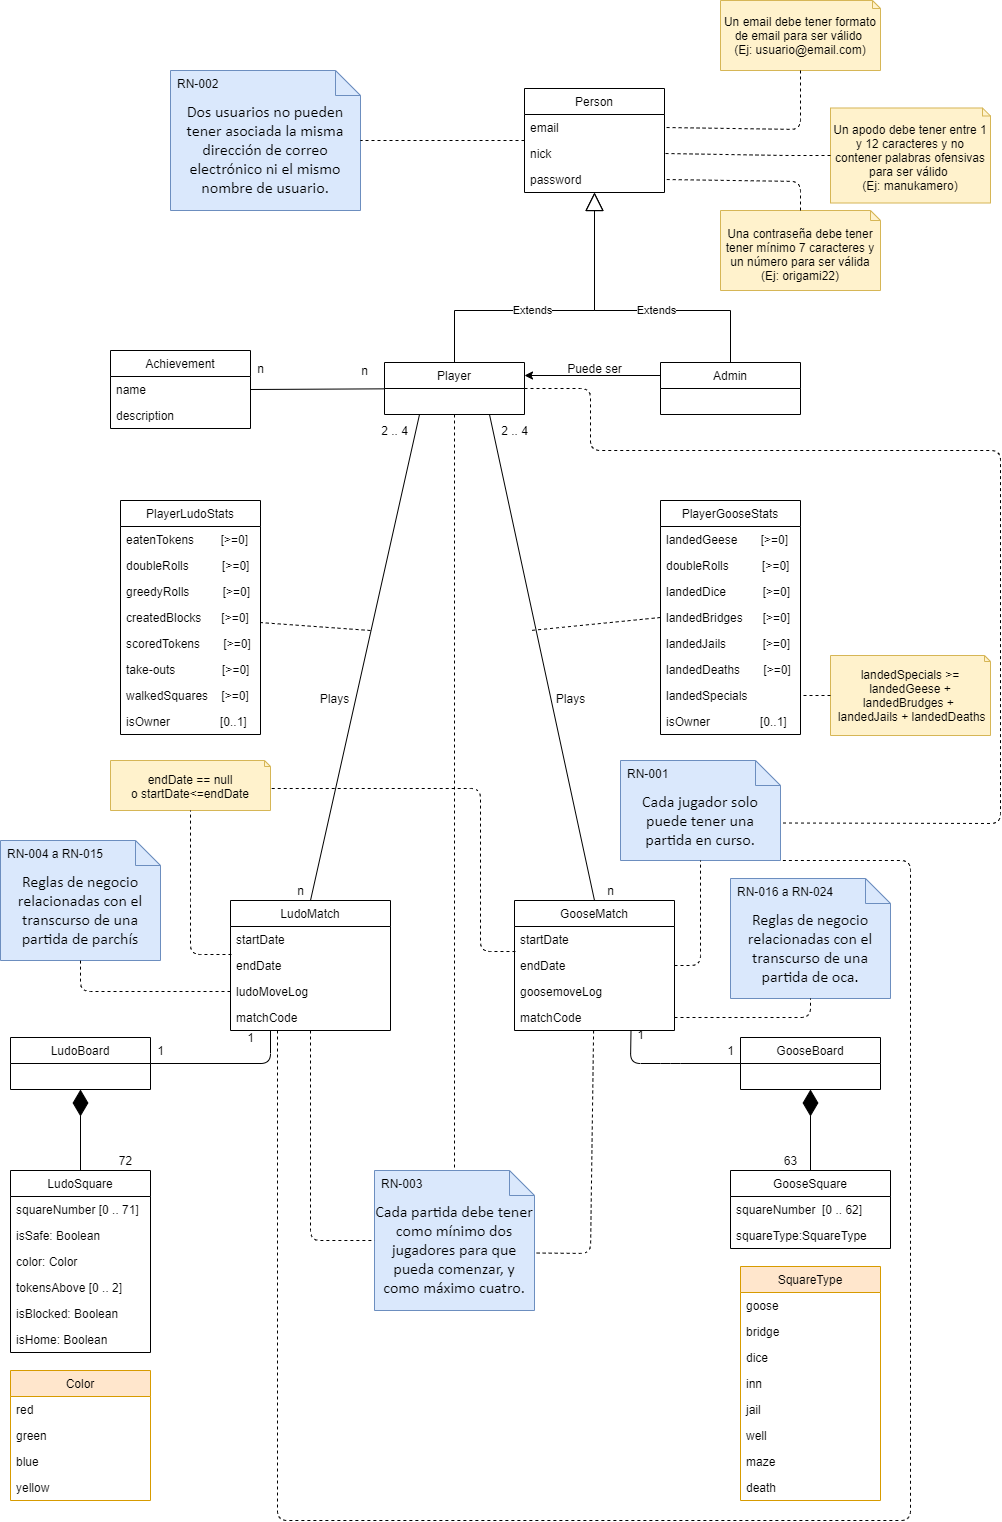 Un email debe tener formato
de email para ser válido
(Ej: usuario@email.com)
RN-002
Dos usuarios no pueden
tener asociada la misma
dirección de correo
electrónico ni el mismo
nombre de usuario.
Person
email
nick
password
Un apodo debe tener entre 1
y 12 caracteres y no
contener palabras ofensivas
para ser válido
(Ej: manukamero)
Una contraseña debe tener
tener mínimo 7 caracteres y
un número para ser válida
(Ej: origami22)
Extends
Extends
Achievement
name
description
n
n
Player
Puede ser
Admin
2 .. 4
2 .. 4
PlayerLudoStats
eatenTokens [>=0]
doubleRolls [>=0]
greedyRolls [>=0]
createdBlocks [>=0]
scoredTokens [>=0]
take-outs [>=0]
walkedSquares [>=0]
isOwner [0..1]
PlayerGooseStats
landedGeese [>=0]
doubleRolls [>=0]
landedDice [>=0]
landedBridges [>=0]
landedJails [>=0]
landedDeaths [>=0]
landedSpecials
isOwner [0..1]
landedSpecials >=
landedGeese +
landedBrudges +
landedJails + landedDeaths
Plays
Plays
endDate == null
o startDate<=endDate
RN-001
Cada jugador solo
puede tener una
partida en curso.
RN-004 a RN-015
Reglas de negocio
relacionadas con el
transcurso de una
partida de parchís
n
n
LudoMatch
startDate
endDate
ludoMoveLog
matchCode
GooseMatch
startDate
endDate
goosemoveLog
matchCode
RN-016 a RN-024
Reglas de negocio
relacionadas con el
transcurso de una
partida de oca.
1
1
LudoBoard
1
1
GooseBoard
72
63
LudoSquare
squareNumber [0 .. 71]
isSafe: Boolean
color: Color
tokensAbove [0 .. 2]
isBlocked: Boolean
isHome: Boolean
RN-003
Cada partida debe tener
como mínimo dos
jugadores para que
pueda comenzar, y
como máximo cuatro.
GooseSquare
squareNumber [0 .. 62]
squareType:SquareType
Color
red
green
blue
yellow
SquareType
goose
bridge
dice
inn
jail
well
maze
death